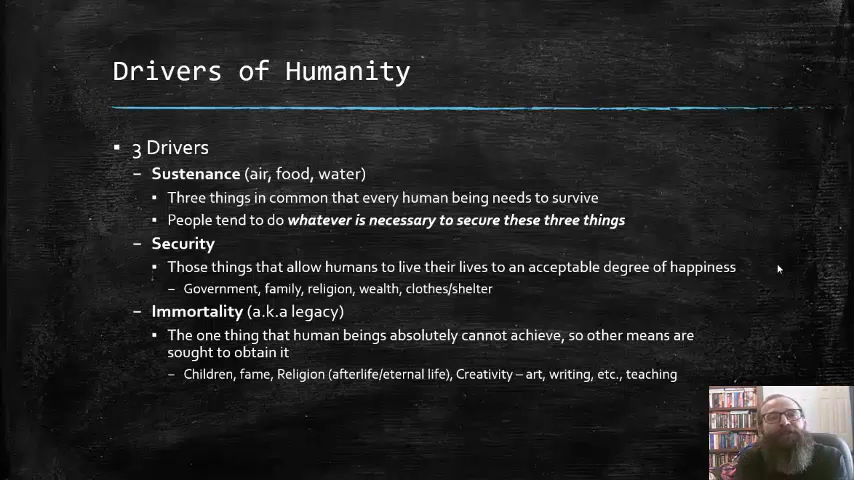 Drivers of Humanity
▪ 3 Drivers
– Sustenance (air, food, water)
▪ Three things in common that every human being needs to survive
▪ People tend to do whatever is necessary to secure these three things
– Security
▪ Those things that allow humans to live their lives to an acceptable degree of happiness
– Government, family, religion, wealth, clothes/shelter
– Immortality (a.k.a legacy)
▪ The one thing that human beings absolutely cannot achieve, so other means are
sought to obtain it
– Children, fame, Religion (afterlife/eternal life), Creativity – art, writing, etc., teaching